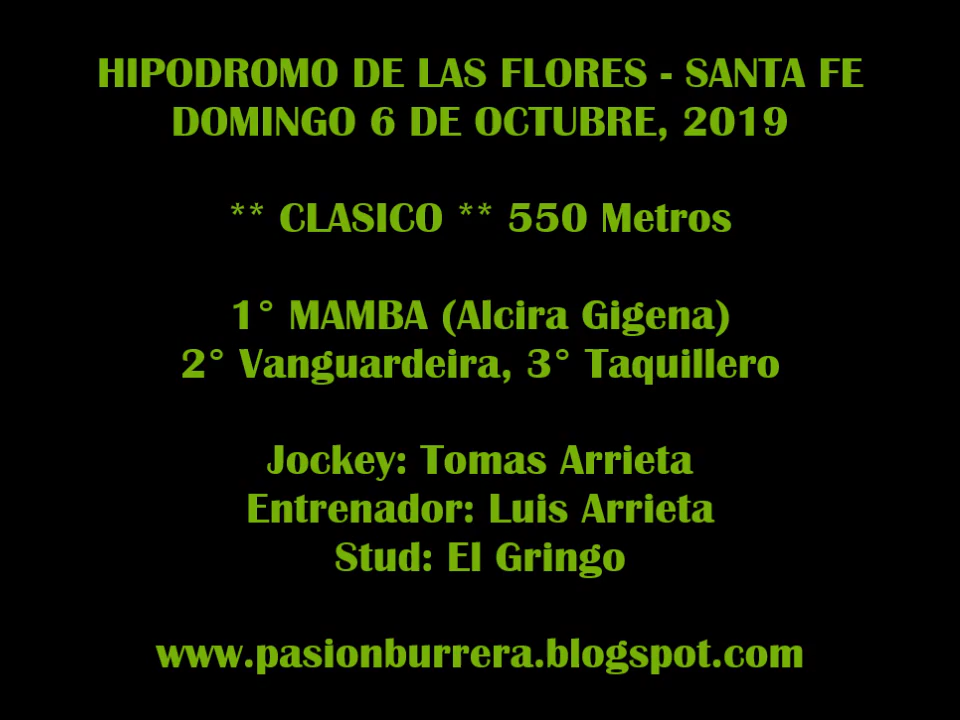 HIPODROMO DE LAS FLORES - SANTA FE
DOMINGO 6 DE OCTUBRE, 2019
** CLASICO ** 550 Metros
1° MAMBA (Alcira Gigena)
2° Vanguardeira, 3° Taquillero
Jockey: Tomas Arrieta
Entrenador: Luis Arrieta
Stud: El Gringo
www.pasionburrera.blogspot.com